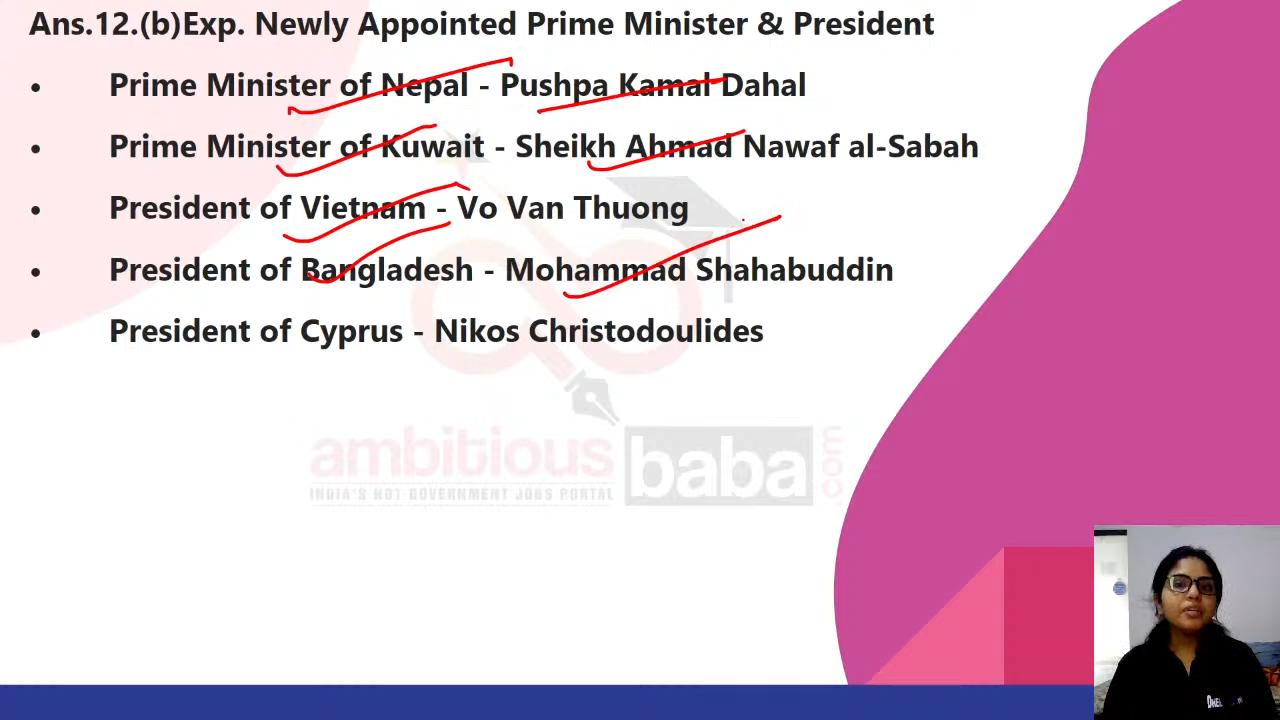 Ans.12.(b)Exp. Newly Appointed Prime Minister & President
• Prime Minister of Nepal - Pushpa Kamal Dahal
• Prime Minister of Kuwait - Sheikh Ahmad Nawaf al-Sabah
• President of Vietnam - Vo Van Thuong
• President of Bangladesh - Mohammad Shahabuddin
• President of Cyprus - Nikos Christodoulides
ambitious baba .com
INDIA'S HOT GOVERNMENT JOBS PORTAL